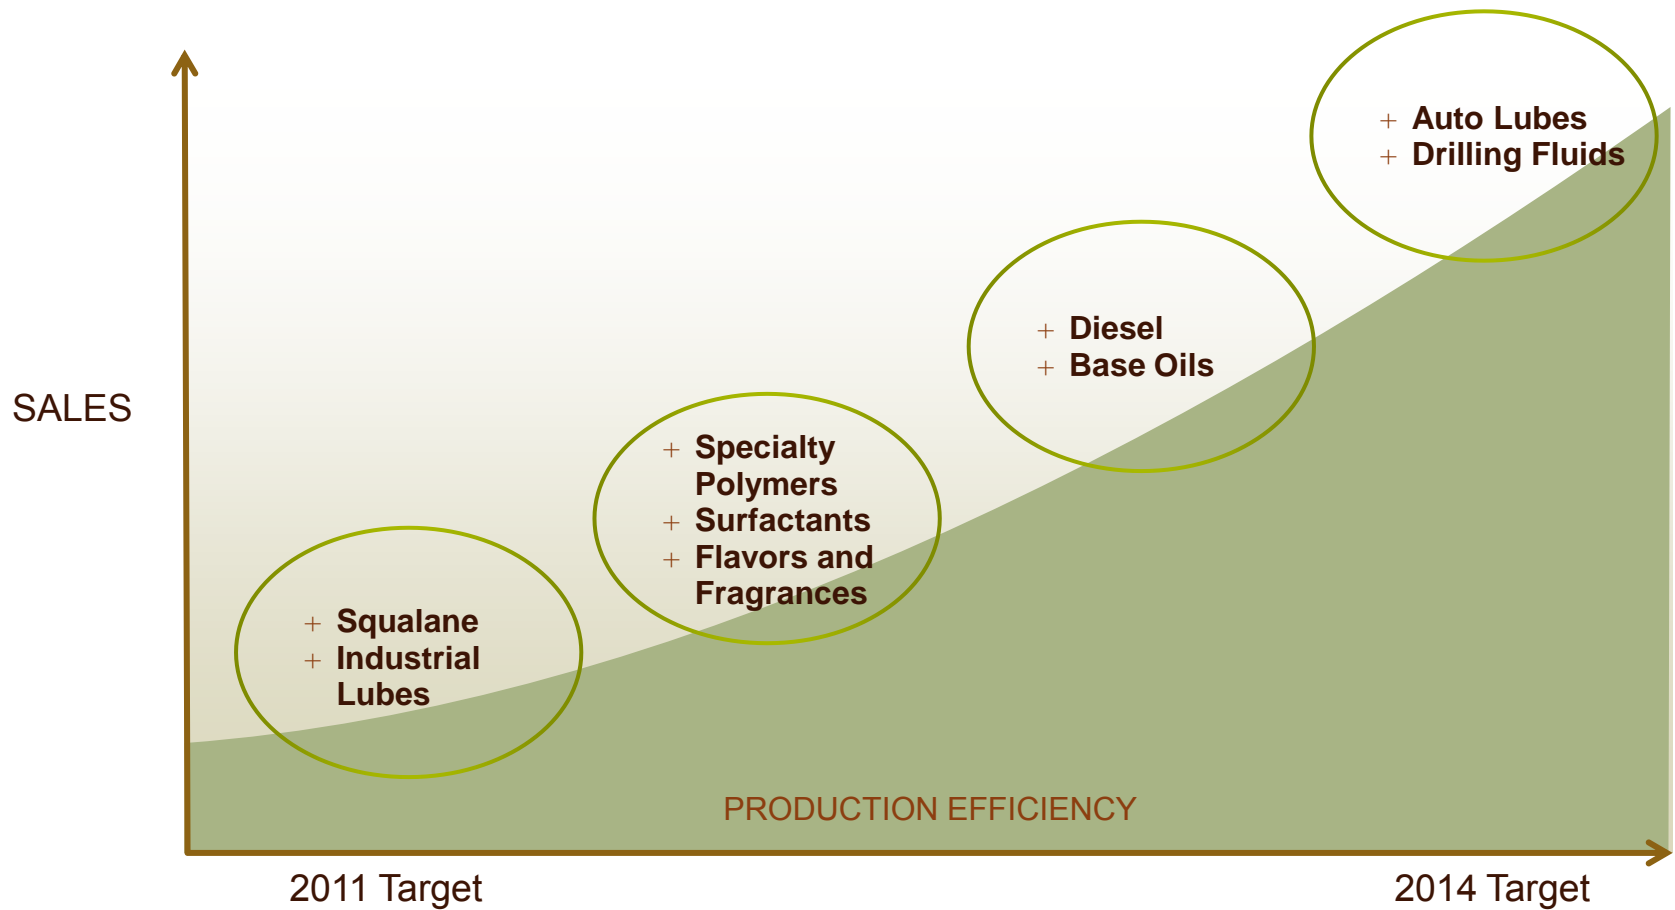 + Auto Lubes
+ Drilling Fluids
+ Diesel
+ Base Oils
SALES
+ Specialty
Polymers
+ Surfactants
+ Flavors and
Fragrances
+ Squalane
+ Industrial
Lubes
PRODUCTION EFFICIENCY
2011 Target
2014 Target